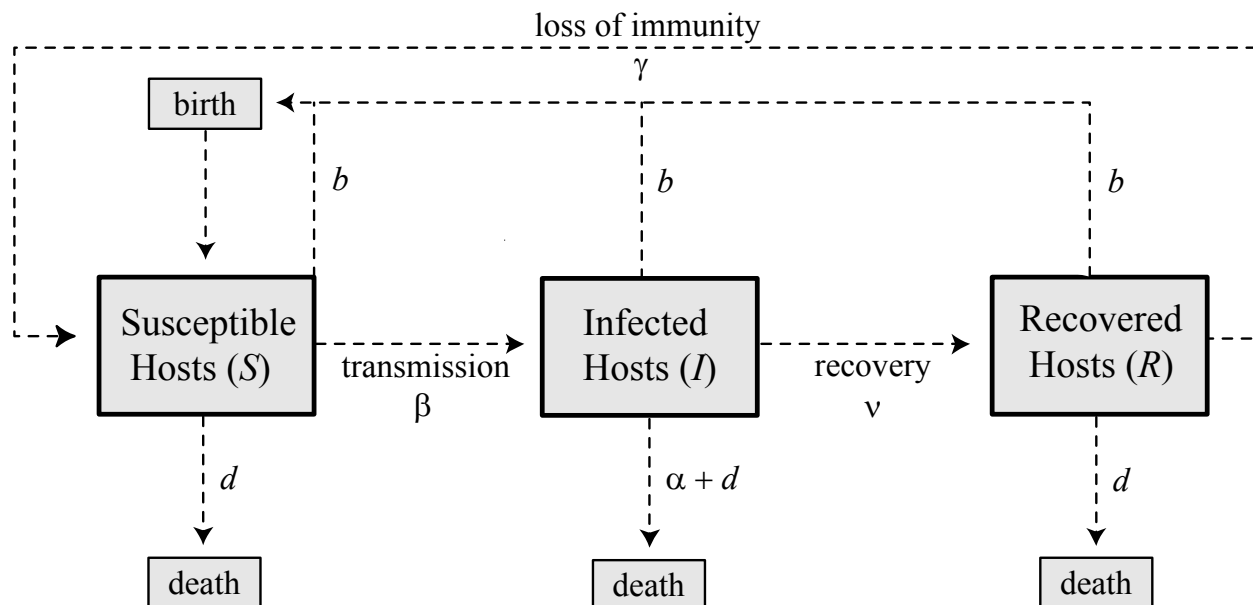 loss of immunity
γ
birth
b
b
b
Susceptible
Hosts (S)
transmission
β
Infected
Hosts (I)
recovery
ν
Recovered
Hosts (R)
d
α + d
d
death
death
death